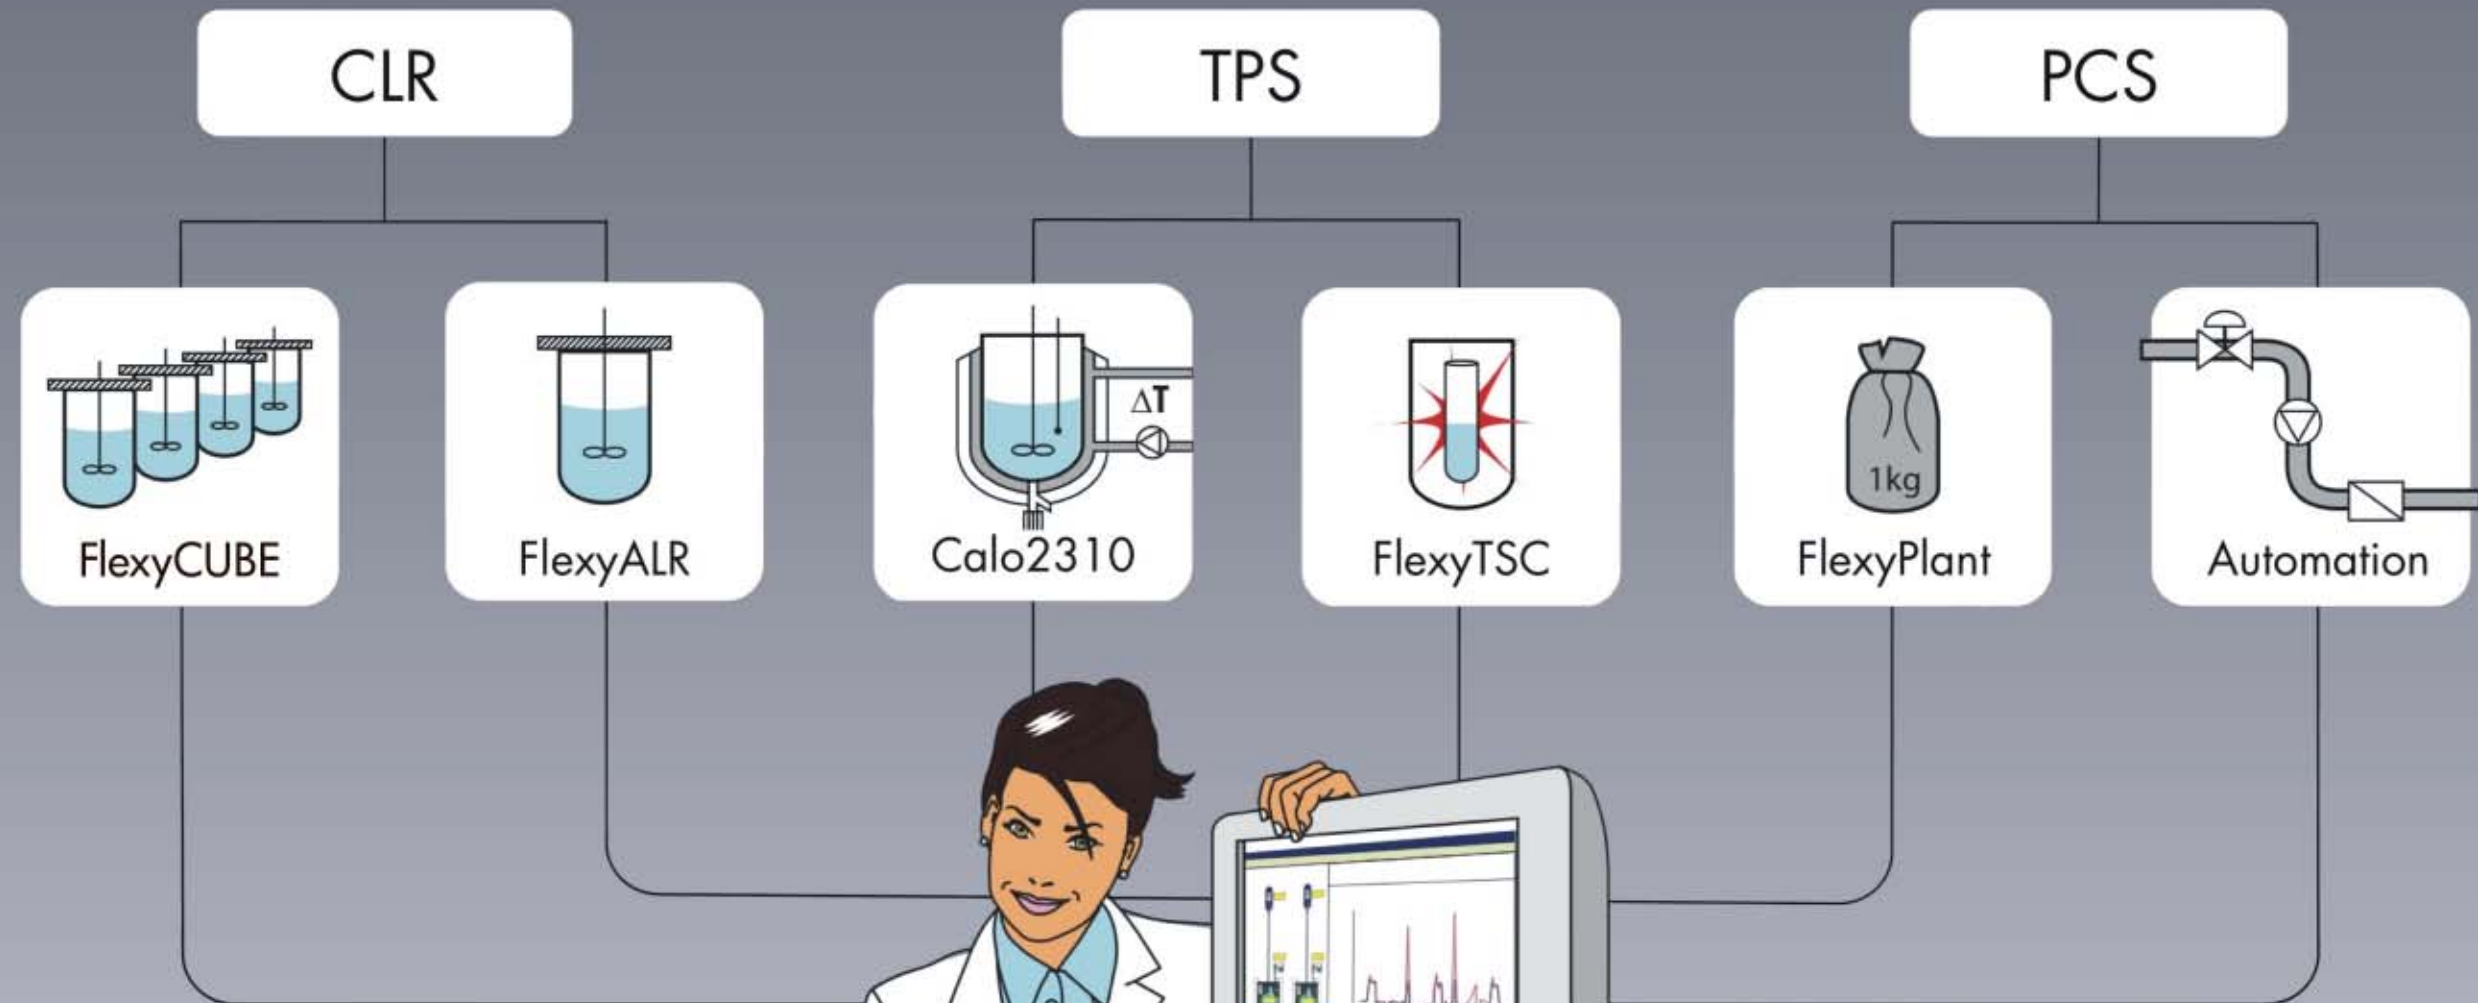 CLR
TPS
PCS
FlexyCUBE
FlexyALR
ΔT
Calo2310
FlexyTSC
1kg
FlexyPlant
Automation